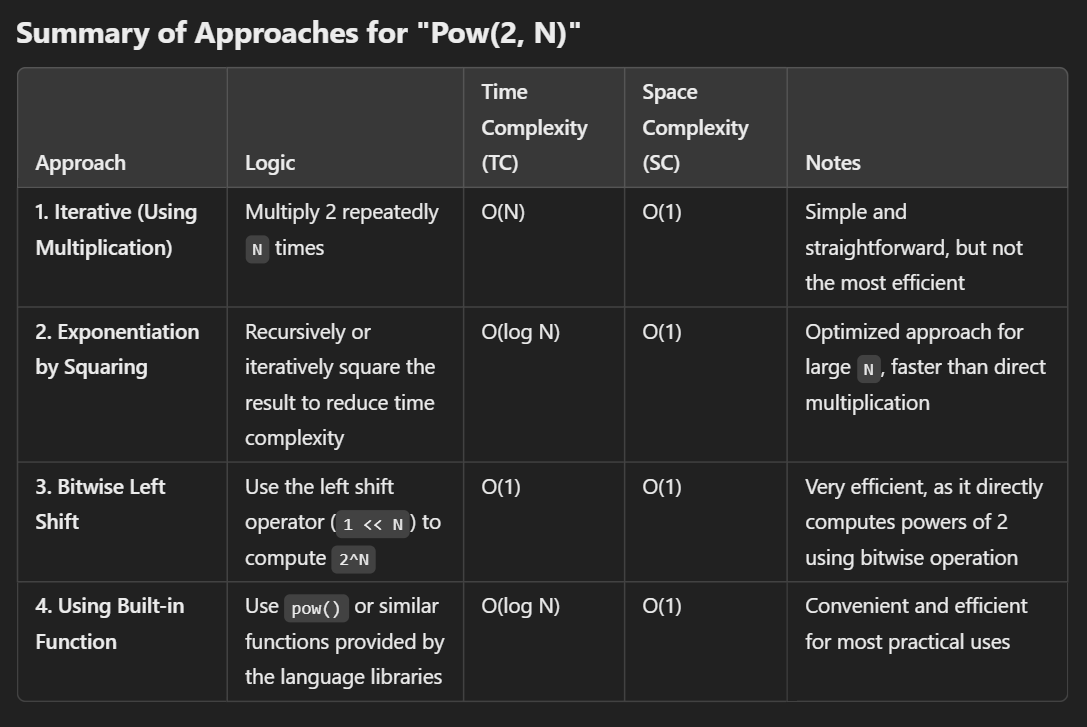 Summary of Approaches for "Pow(2, N)"
Approach
Logic
Time
Complexity
(TC)
Space
Complexity
(SC)
Notes
1. Iterative (Using
Multiplication)
Multiply 2 repeatedly
N times
O(N)
O(1)
Simple and
straightforward, but not
the most efficient
2. Exponentiation
by Squaring
Recursively or
iteratively square the
result to reduce time
complexity
O(log N)
O(1)
Optimized approach for
large N, faster than direct
multiplication
3. Bitwise Left
Shift
Use the left shift
operator (1 << N) to
compute 2^N
O(1)
O(1)
Very efficient, as it directly
computes powers of 2
using bitwise operation
4. Using Built-in
Function
Use pow() or similar
functions provided by
the language libraries
O(log N)
O(1)
Convenient and efficient
for most practical uses